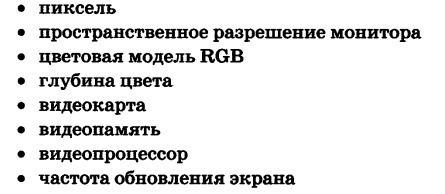 • пиксель
• пространственное разрешение монитора
• цветовая модель RGB
• глубина цвета
• видеокарта
• видеопамять
• видеопроцессор
• частота обновления экрана